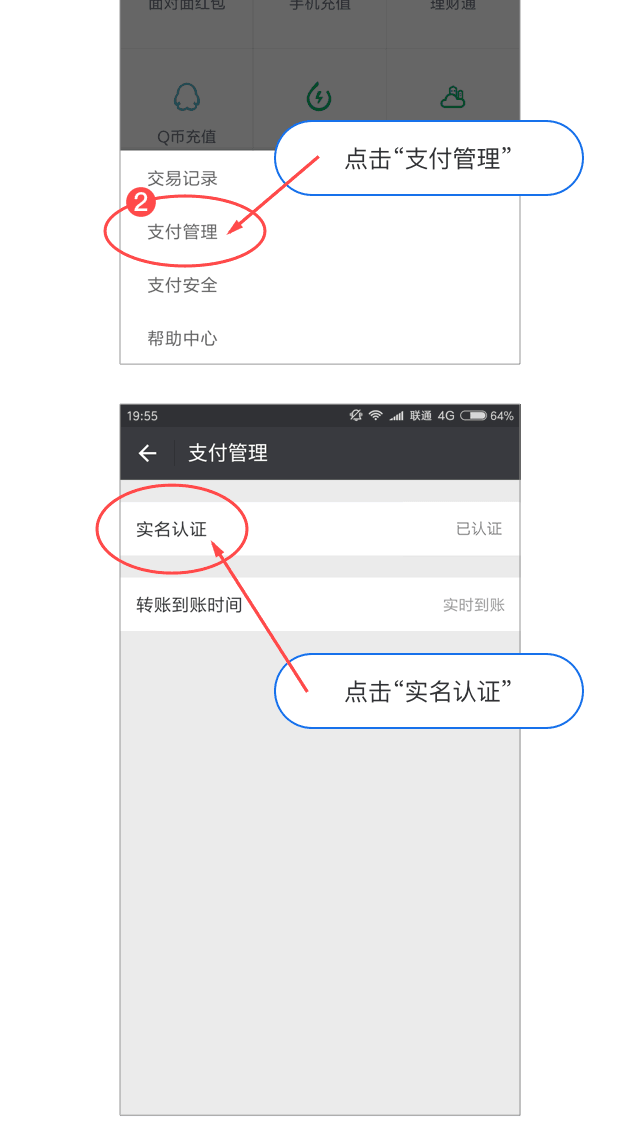 面对面红包 手机充值 理财通
Q币充值
点击“支付管理”
交易记录
2
支付管理
支付安全
帮助中心
19:55 联通 4G 64%
支付管理
实名认证 已认证
转账到账时间 实时到账
点击“实名认证”